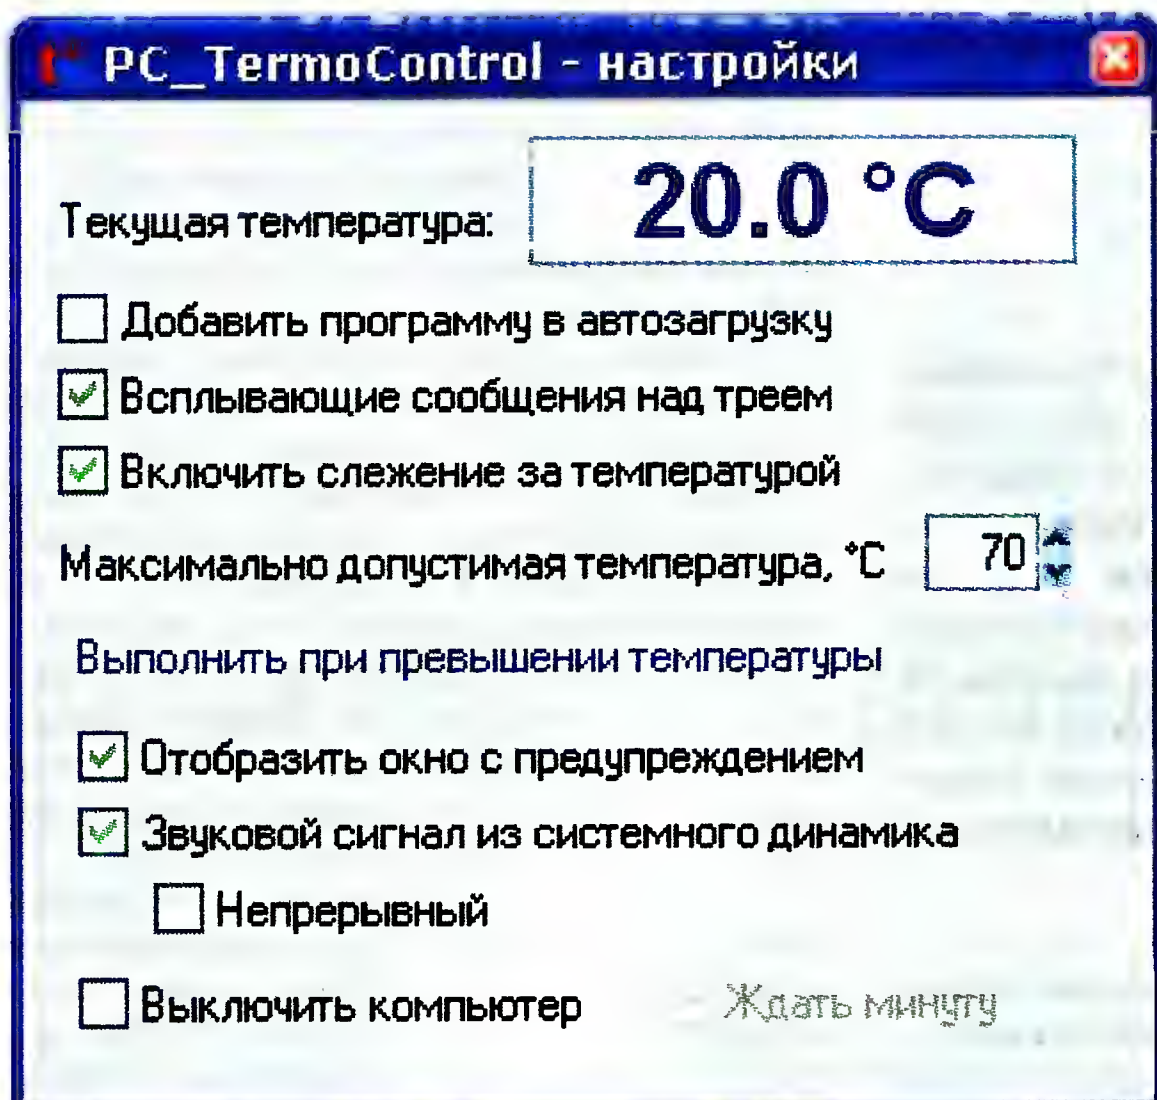 t° PC_TermoControl - настройки
Текущая температура: 20.0 °C
Добавить программу в автозагрузку
Всплывающие сообщения над треем
Включить слежение за температурой
Максимально допустимая температура, °C 70
Выполнить при превышении температуры
Отобразить окно с предупреждением
Звуковой сигнал из системного динамика
Непрерывный
Выключить компьютер Ждать минуту